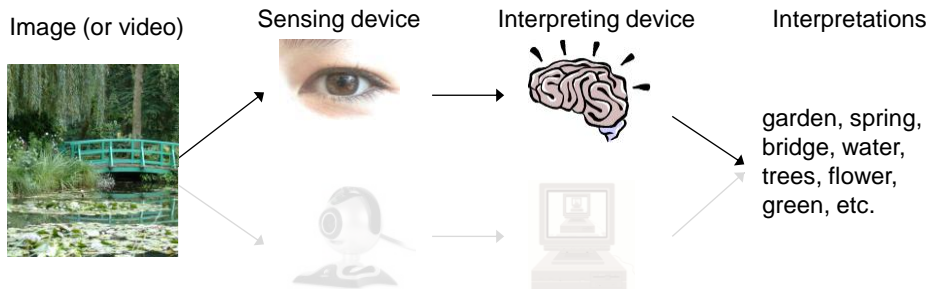 Image (or video)
Sensing device
Interpreting device
Interpretations
garden, spring,
bridge, water,
trees, flower,
green, etc.